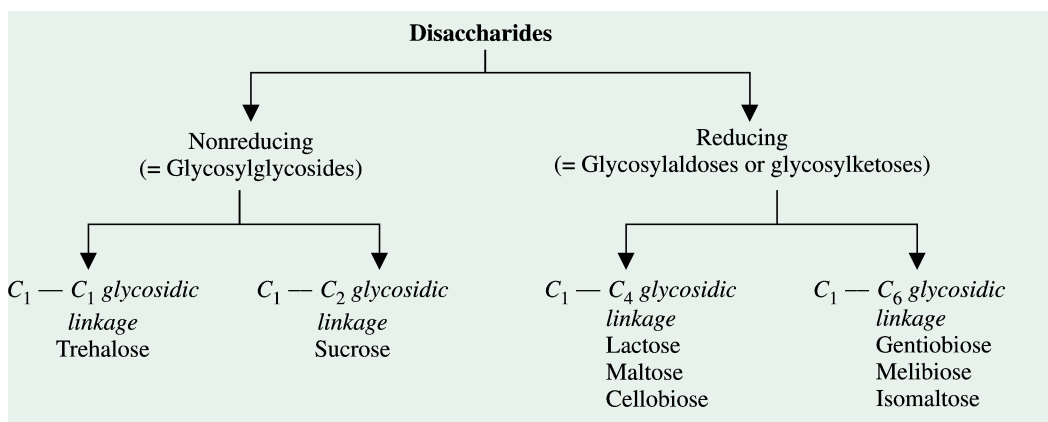 Disaccharides
Nonreducing
(= Glycosylglycosides)
Reducing
(= Glycosylaldoses or glycosylketoses)
C₁ — C₁ glycosidic
linkage
Trehalose
C₁ — C₂ glycosidic
linkage
Sucrose
C₁ — C₄ glycosidic
linkage
Lactose
Maltose
Cellobiose
C₁ — C₆ glycosidic
linkage
Gentiobiose
Melibiose
Isomaltose